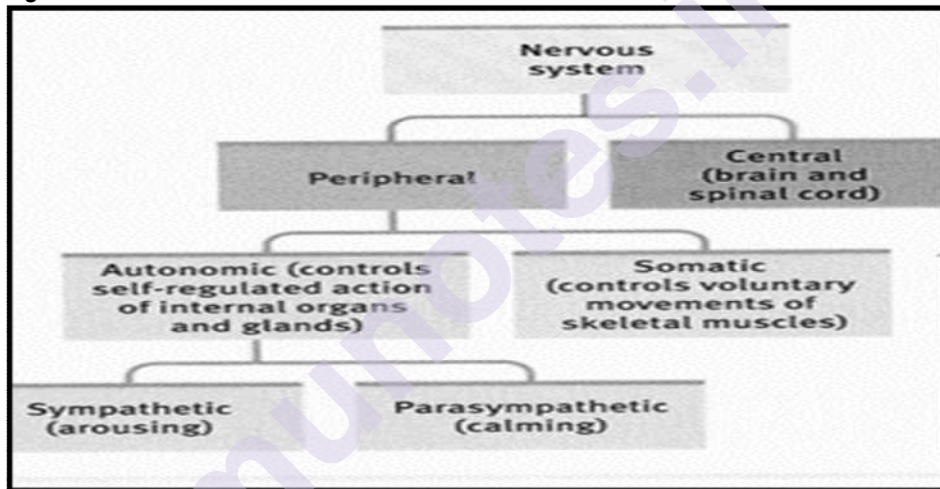 Nervous
system
Peripheral
Central
(brain and
spinal cord)
Autonomic (controls
self-regulated action
of internal organs
and glands)
Somatic
(controls voluntary
movements of
skeletal muscles)
Sympathetic
(arousing)
Parasympathetic
(calming)